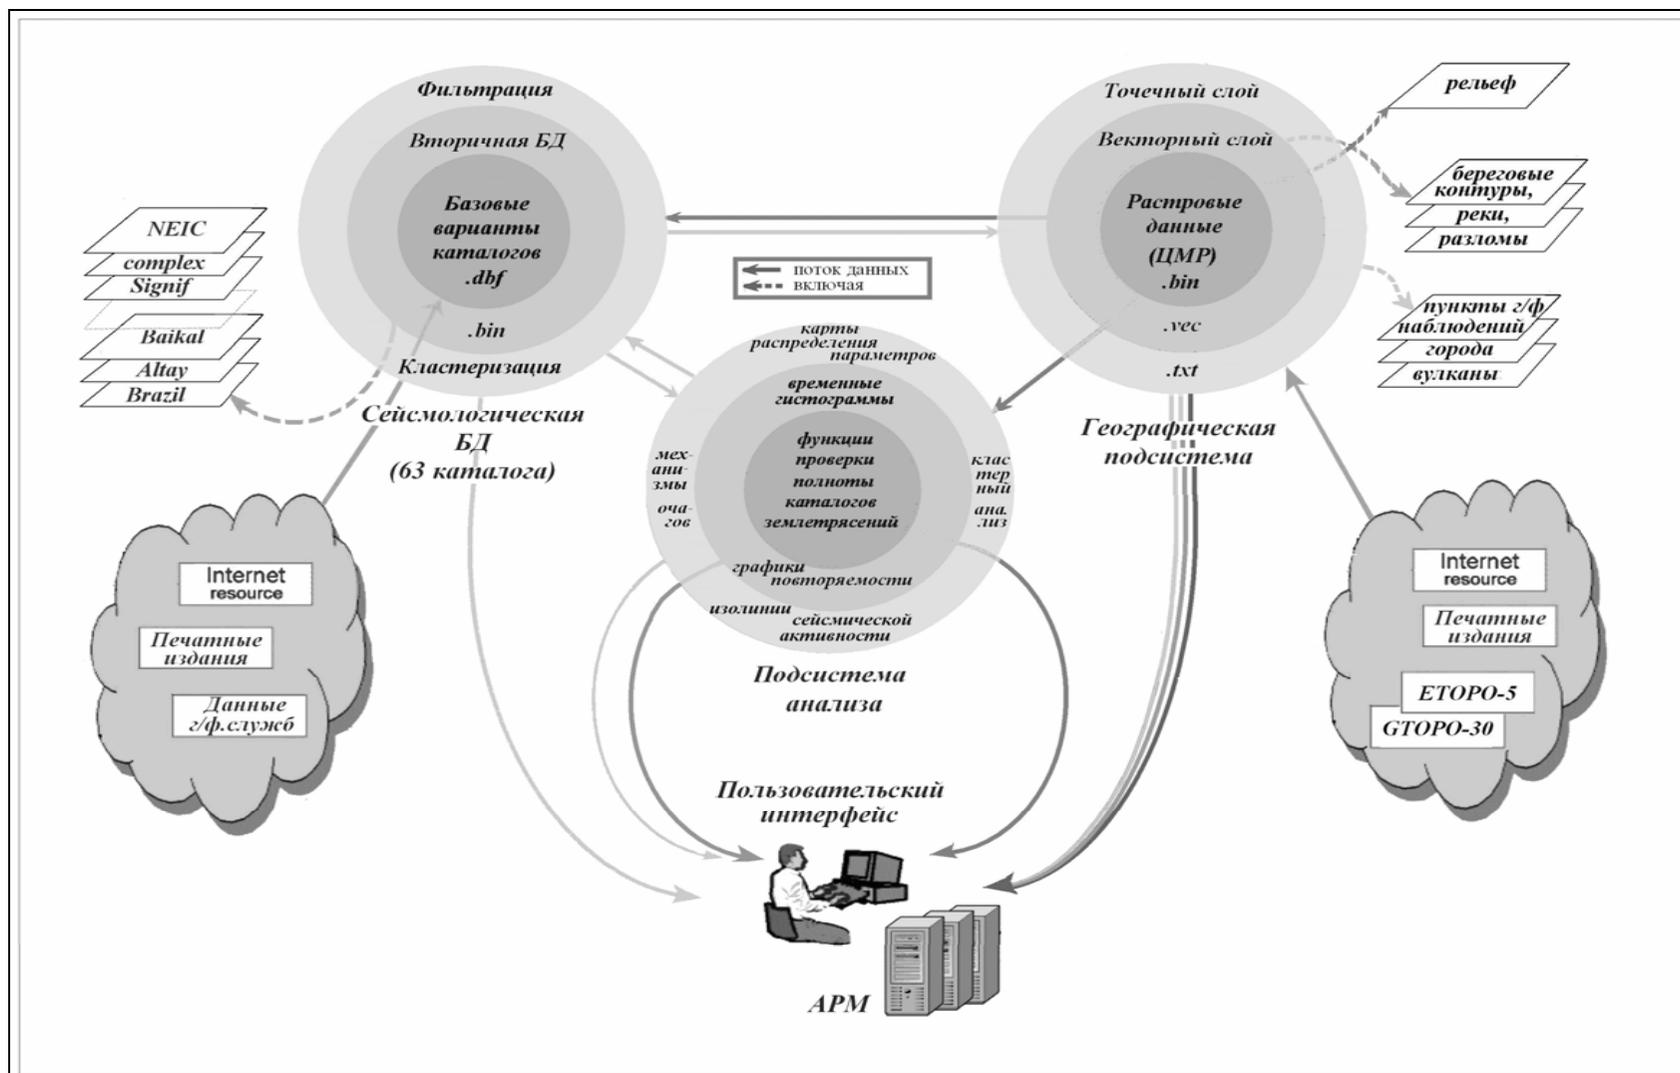 Фильтрация
Вторичная БД
Базовые
варианты
каталогов
.dbf
.bin
Кластеризация
Сейсмологическая
БД
(63 каталога)
NEIC
complex
Signif
Baikal
Altay
Brazil
Internet
resource
Печатные
издания
Данные
г/ф.служб
поток данных
включая
карты
распределения
параметров
временные
гистограммы
функции
проверки
полноты
каталогов
землетрясений
мех-
ани-
змы
оча-
гов
клас
тер
ный
ана.
лиз
графики
повторяемости
изолинии
сейсмической
активности
Подсистема
анализа
Точечный слой
Векторный слой
Растровые
данные
(ЦМР)
.bin
.vec
.txt
Географическая
подсистема
рельеф
береговые
контуры,
реки,
разломы
пункты г/ф
наблюдений
города
вулканы
Internet
resource
Печатные
издания
ETOPO-5
GTOPO-30
Пользовательский
интерфейс
АРМ